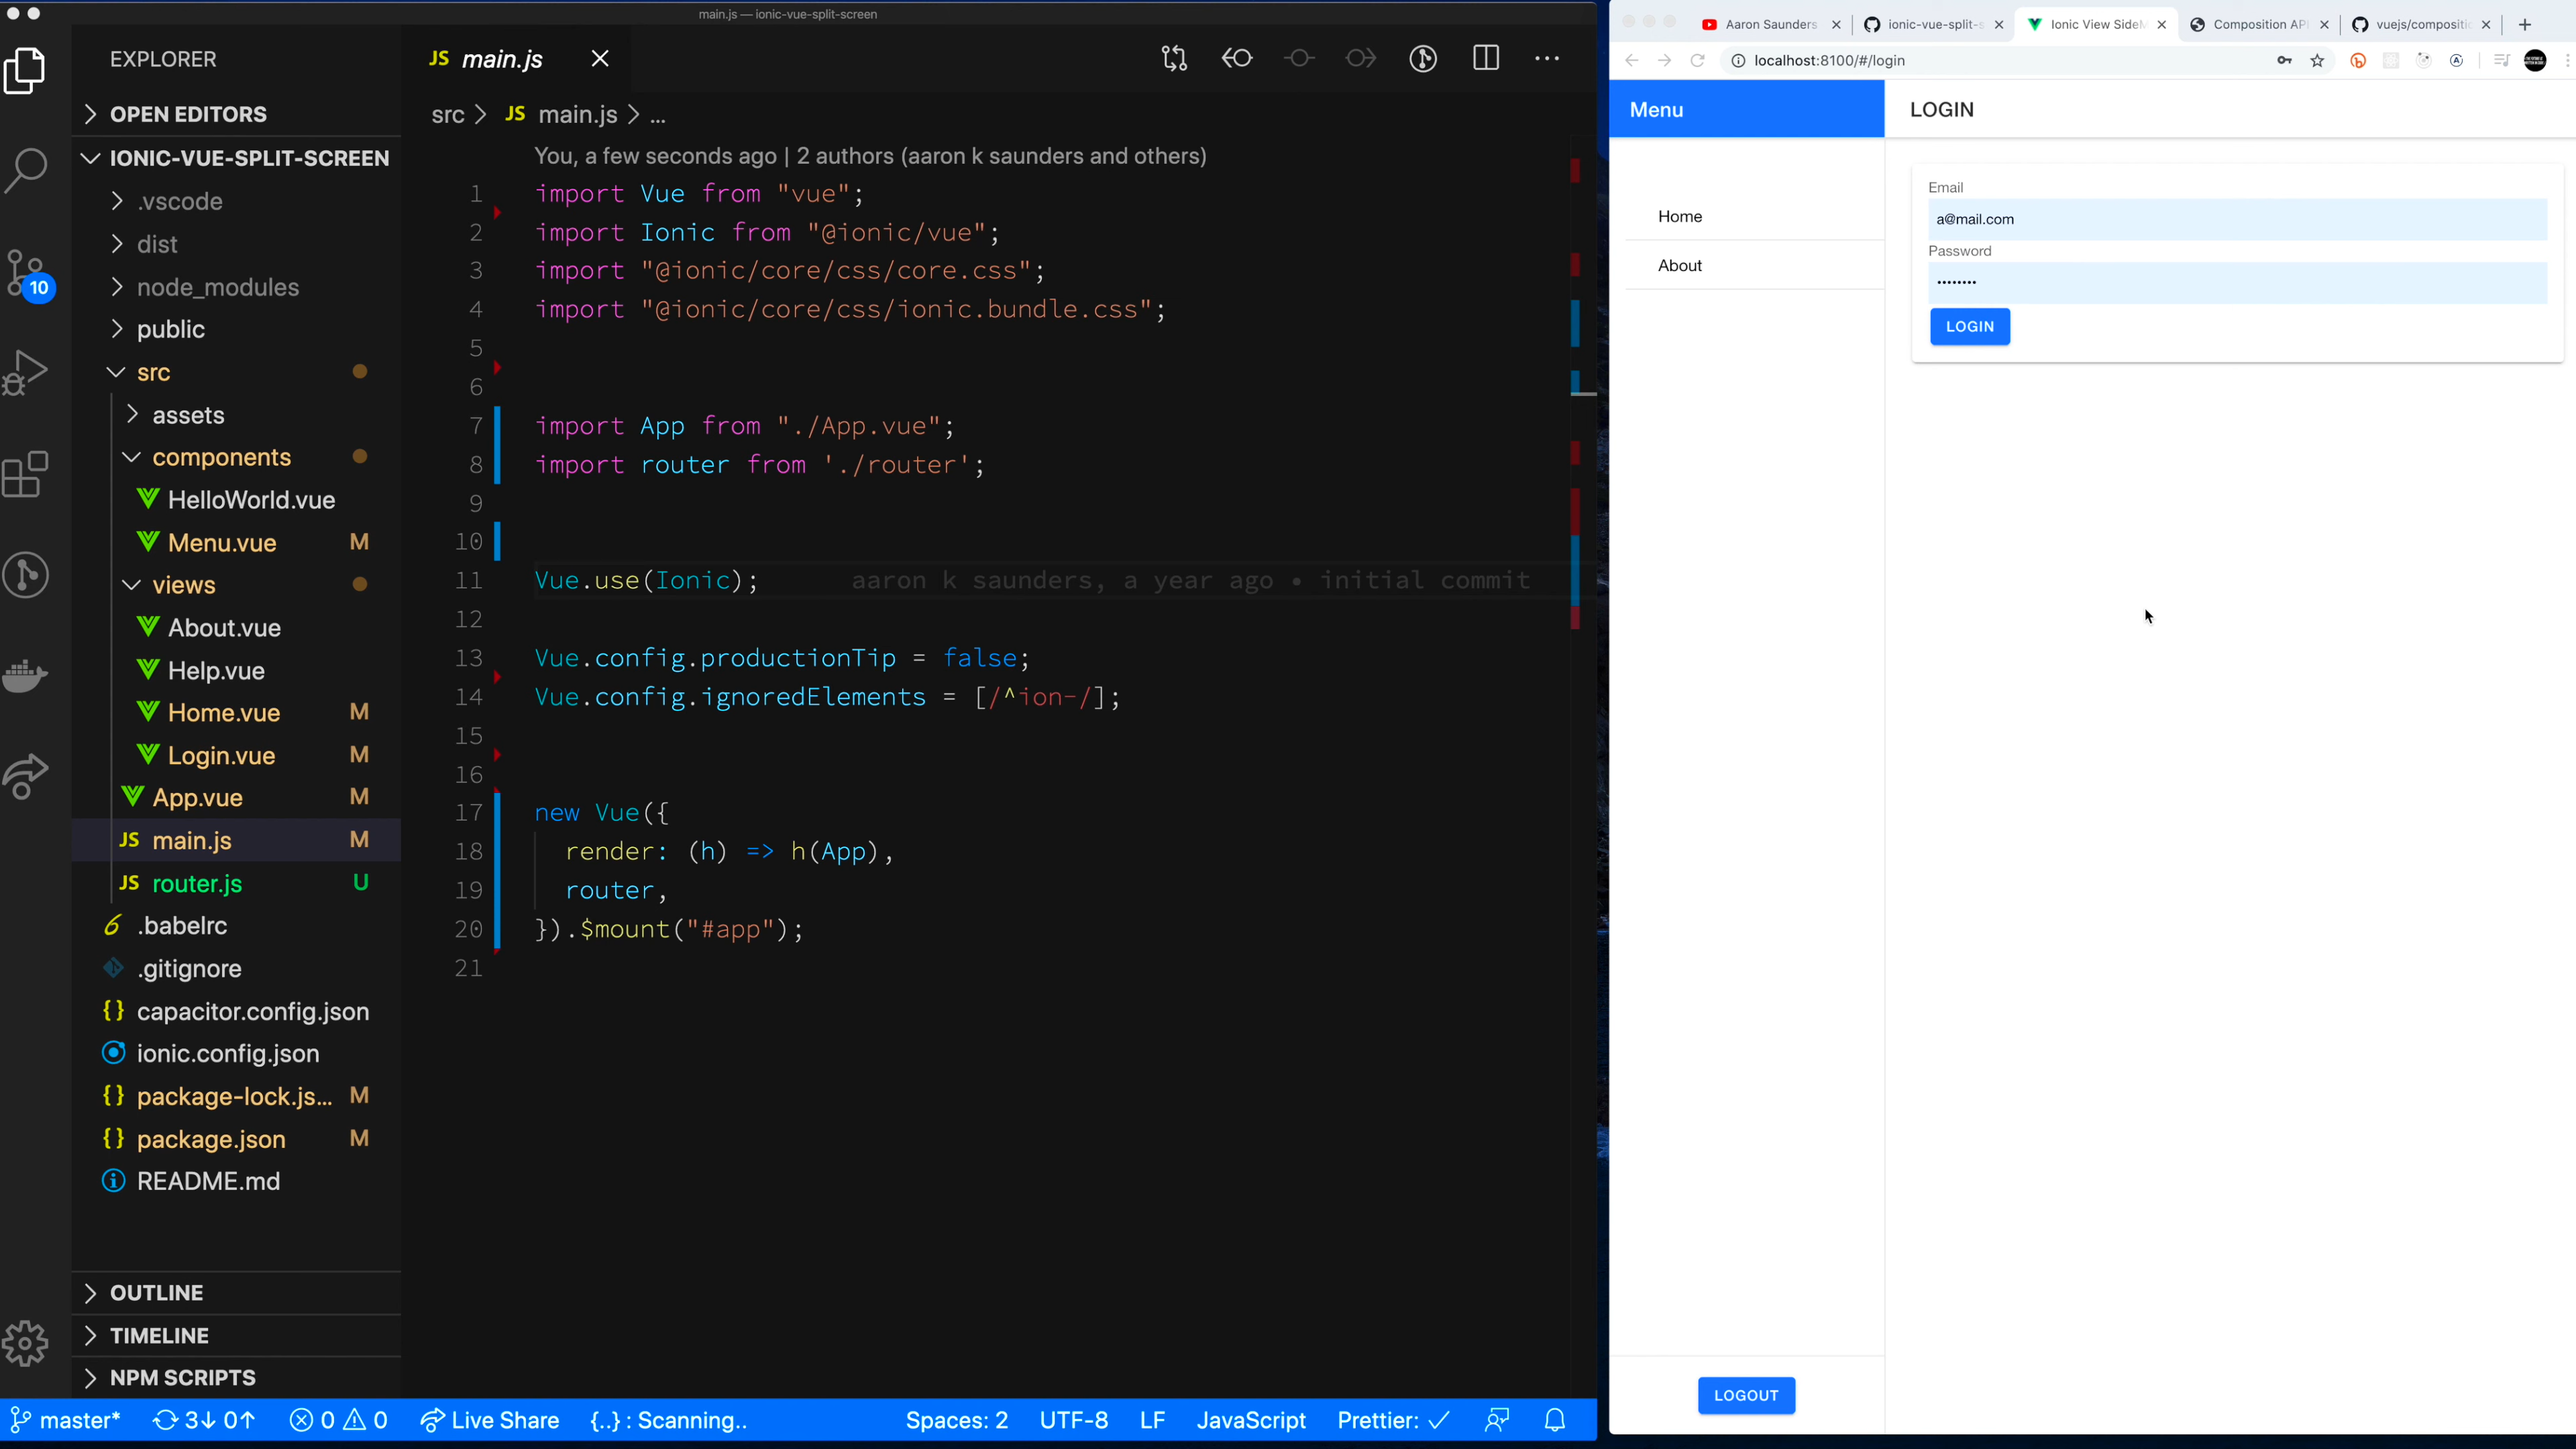 main.js — ionic-vue-split-screen
EXPLORER
OPEN EDITORS
IONIC-VUE-SPLIT-SCREEN
.vscode
dist
node_modules
public
src
assets
components
HelloWorld.vue
Menu.vue M
views
About.vue
Help.vue
Home.vue M
Login.vue M
App.vue M
JS main.js M
JS router.js U
.babelrc
.gitignore
{} capacitor.config.json
ionic.config.json
{} package-lock.js... M
{} package.json M
README.md
OUTLINE
TIMELINE
NPM SCRIPTS
10
JS main.js
src > JS main.js > ...
You, a few seconds ago | 2 authors (aaron k saunders and others)
1 import Vue from "vue";
2 import Ionic from "@ionic/vue";
3 import "@ionic/core/css/core.css";
4 import "@ionic/core/css/ionic.bundle.css";
5
6
7 import App from "./App.vue";
8 import router from './router';
9
10
11 Vue.use(Ionic); aaron k saunders, a year ago • initial commit
12
13 Vue.config.productionTip = false;
14 Vue.config.ignoredElements = [/^ion-/];
15
16
17 new Vue({
18 render: (h) => h(App),
19 router,
20 }).$mount("#app");
21
master* 3↓ 0↑ 0 0 Live Share {..} : Scanning.. Spaces: 2 UTF-8 LF JavaScript Prettier: ✓
Aaron Saunders ionic-vue-split-s Ionic View SideM Composition API vuejs/compositio
localhost:8100/#/login
Menu
Home
About
LOGOUT
LOGIN
Email
a@mail.com
Password
••••••••
LOGIN